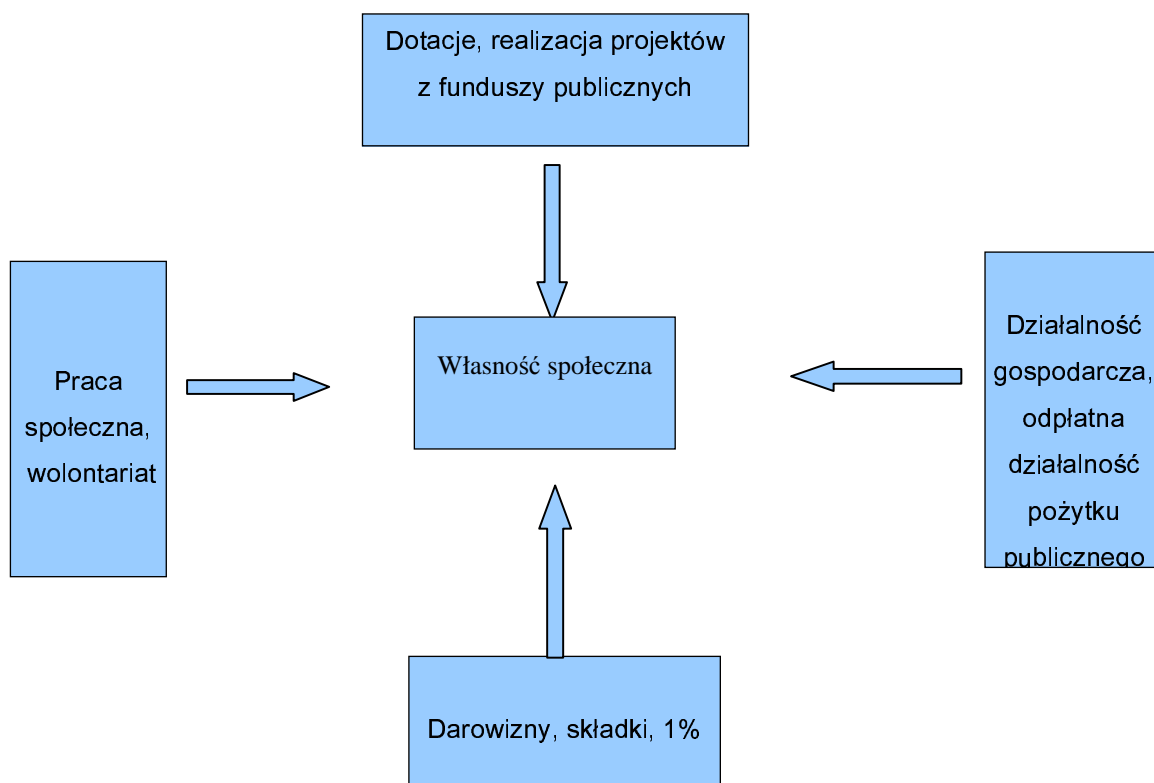 Dotacje, realizacja projektów
z funduszy publicznych
Praca
społeczna,
wolontariat
Własność społeczna
Działalność
gospodarcza,
odpłatna
działalność
pożytku
publicznego
Darowizny, składki, 1%